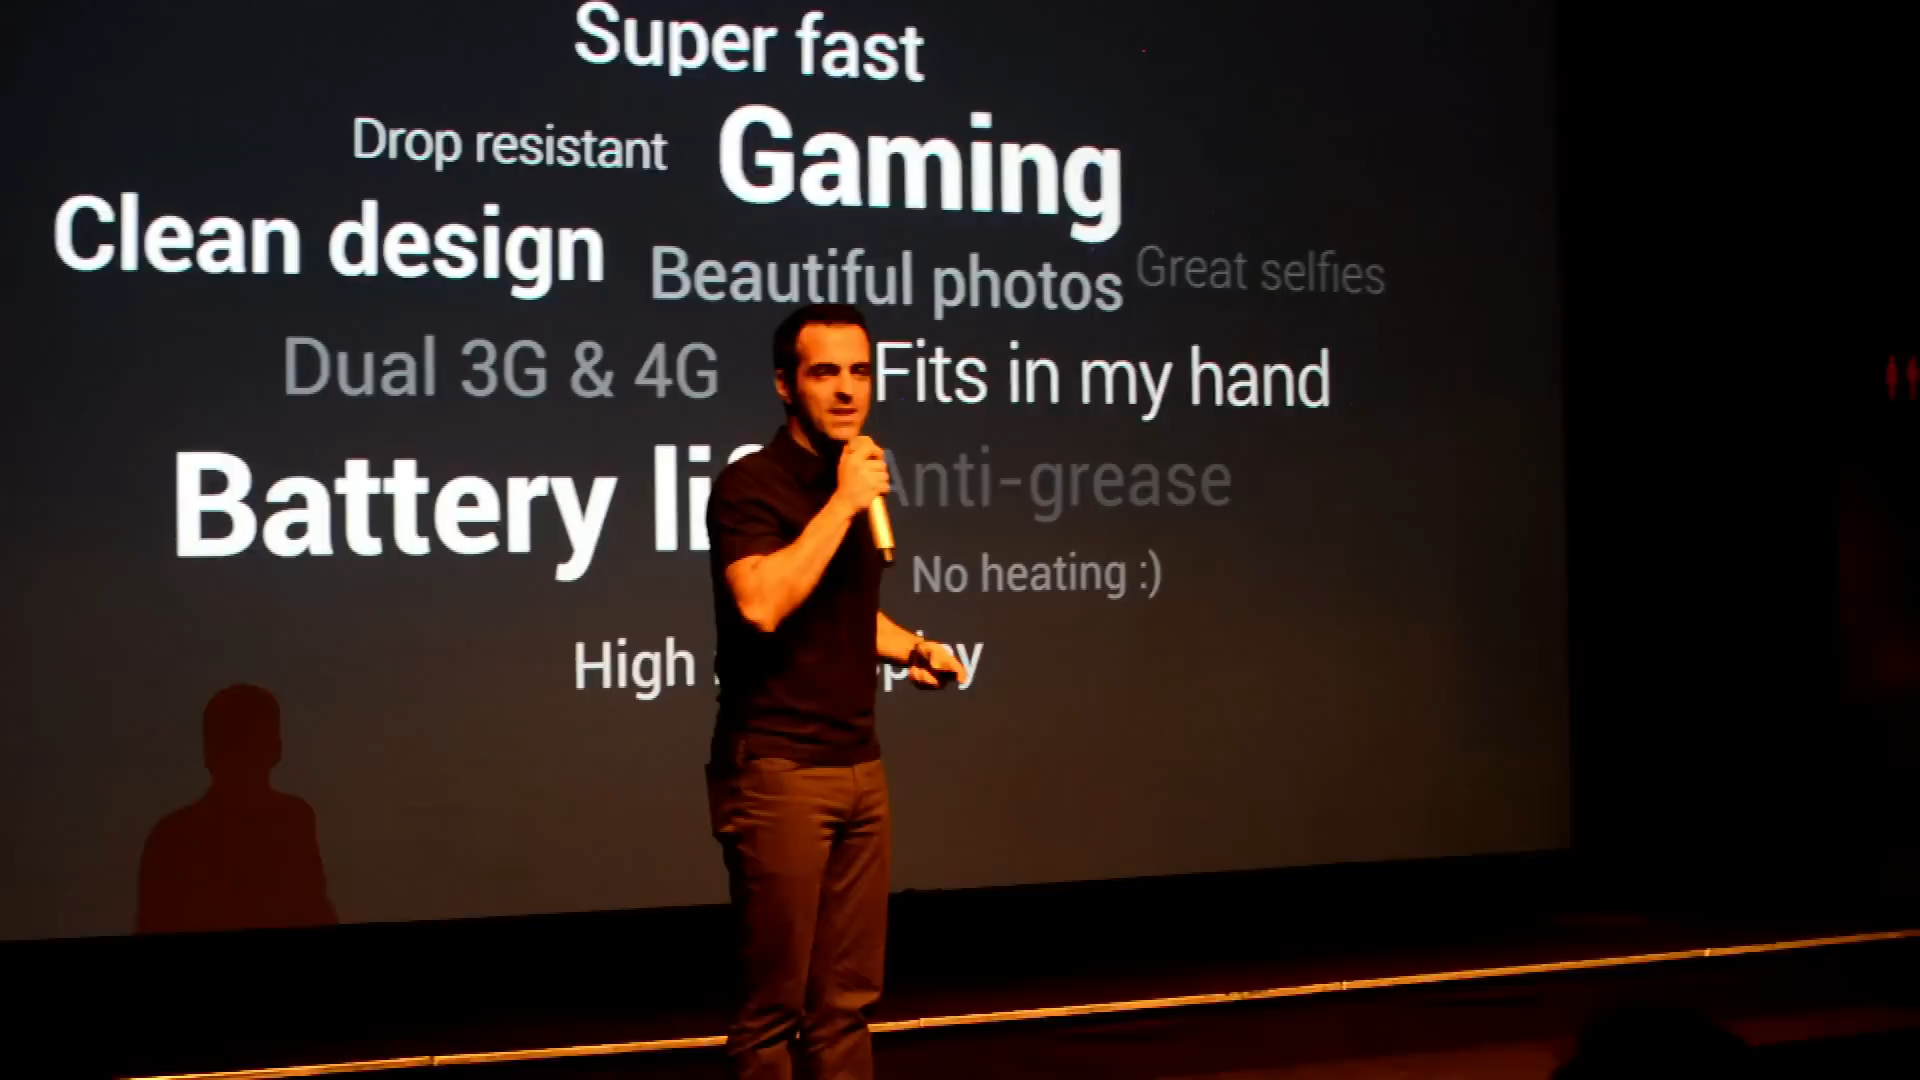 Super fast
Drop resistant
Gaming
Clean design
Beautiful photos
Great selfies
Dual 3G & 4G
Fits in my hand
Battery
Anti-grease
No heating :)
High